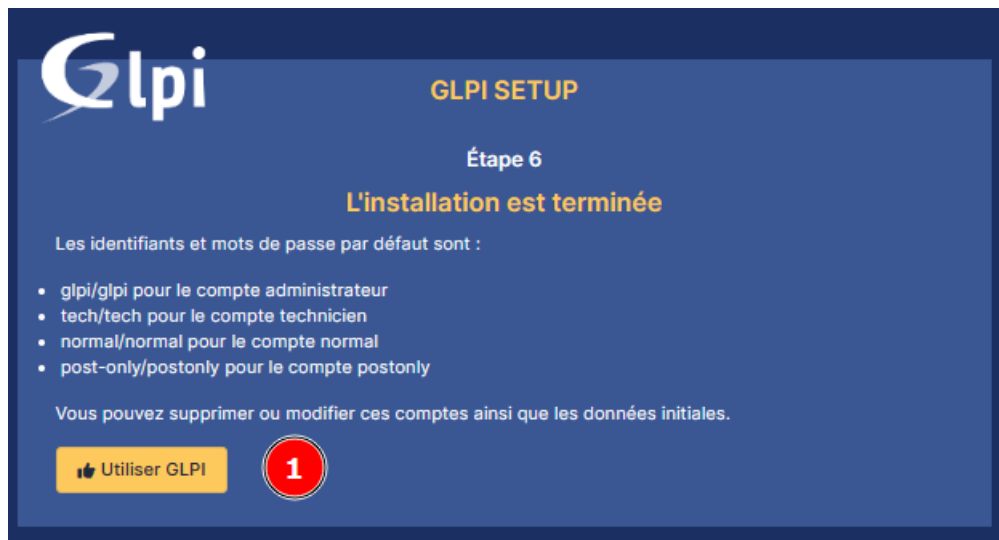 Glpi
GLPI SETUP
Étape 6
L'installation est terminée
Les identifiants et mots de passe par défaut sont :
• glpi/glpi pour le compte administrateur
• tech/tech pour le compte technicien
• normal/normal pour le compte normal
• post-only/postonly pour le compte postonly
Vous pouvez supprimer ou modifier ces comptes ainsi que les données initiales.
Utiliser GLPI
1